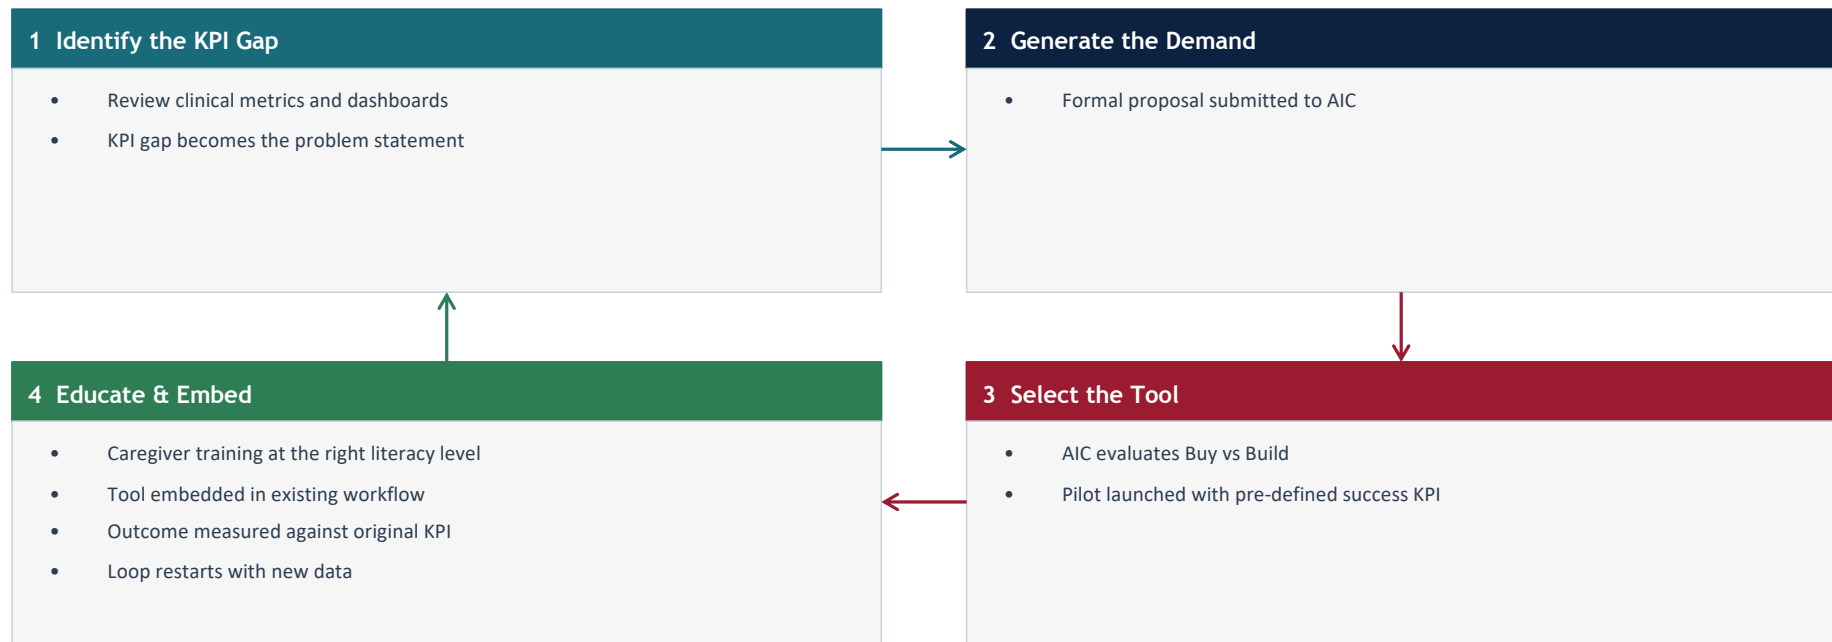 1 Identify the KPI Gap
• Review clinical metrics and dashboards
• KPI gap becomes the problem statement
2 Generate the Demand
• Formal proposal submitted to AIC
3 Select the Tool
• AIC evaluates Buy vs Build
• Pilot launched with pre-defined success KPI
4 Educate & Embed
• Caregiver training at the right literacy level
• Tool embedded in existing workflow
• Outcome measured against original KPI
• Loop restarts with new data